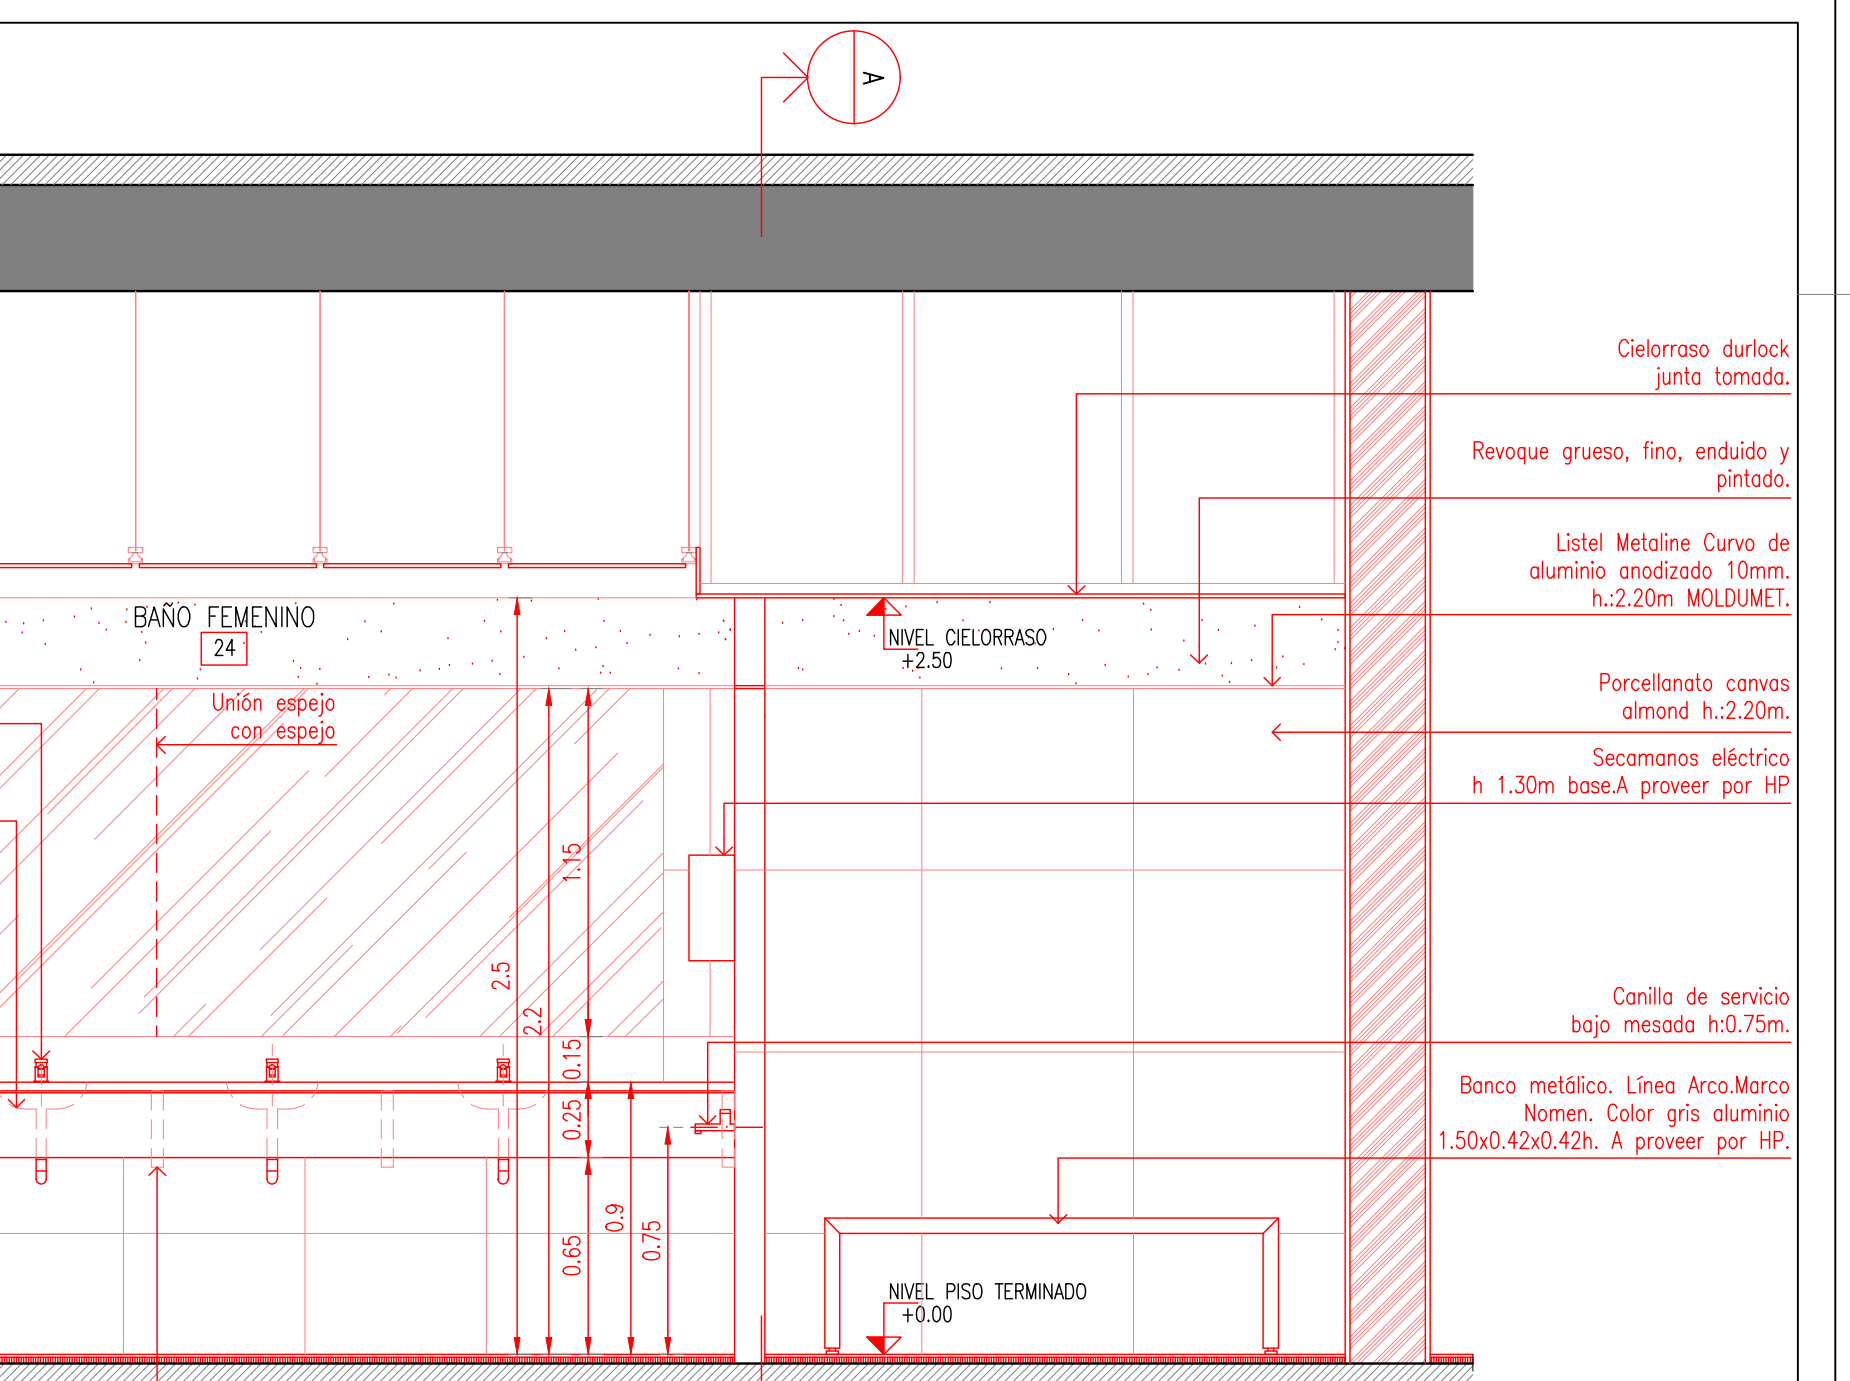 A
Cielorraso durlock
junta tomada.
Revoque grueso, fino, enduido y
pintado.
Listel Metaline Curvo de
aluminio anodizado 10mm.
h.:2.20m MOLDUMET.
BAÑO FEMENINO
24
NIVEL CIELORRASO
+2.50
Unión espejo
con espejo
Porcellanato canvas
almond h.:2.20m.
Secamanos eléctrico
h 1.30m base.A proveer por HP
1.15
2.5
2.2
0.15
0.25
0.65
0.9
0.75
Canilla de servicio
bajo mesada h:0.75m.
Banco metálico. Línea Arco.Marco
Nomen. Color gris aluminio
1.50x0.42x0.42h. A proveer por HP.
NIVEL PISO TERMINADO
+0.00